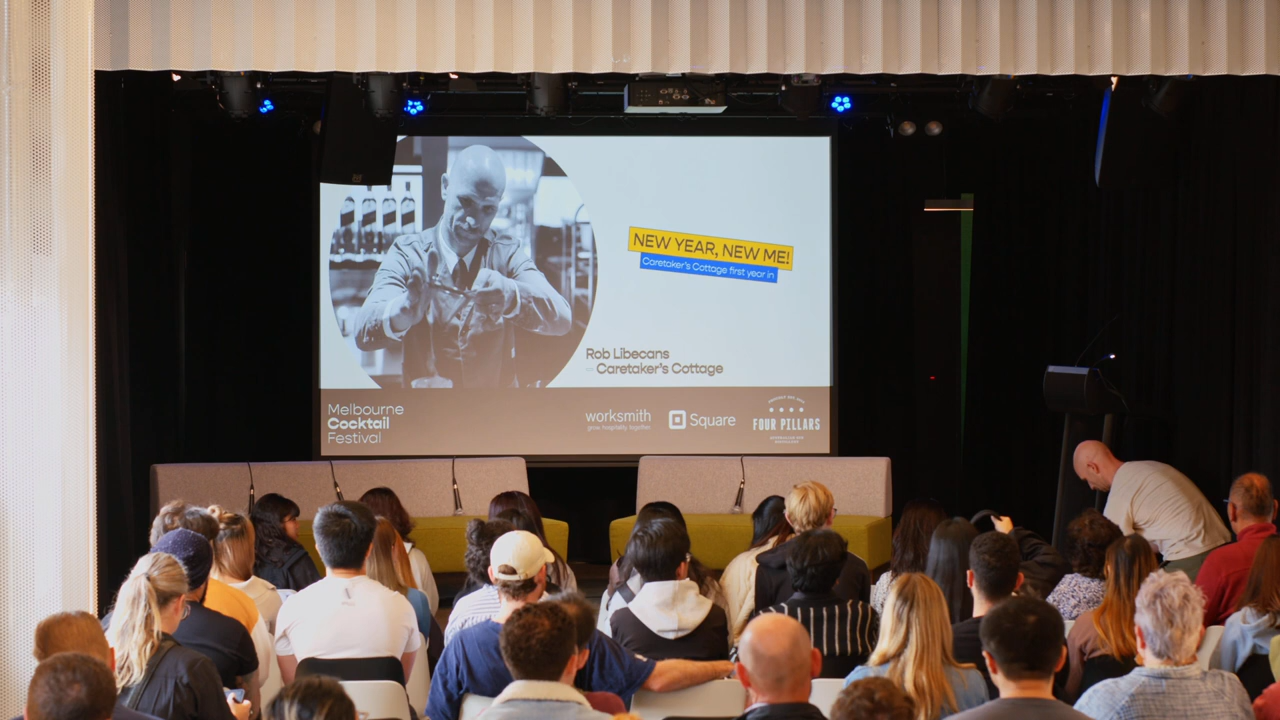 NEW YEAR, NEW ME!
Caretaker's Cottage first year in
Rob Libecans
Caretaker's Cottage
Melbourne
Cocktail
Festival
worksmith
grow hospitality together
Square
FOUR PILLARS